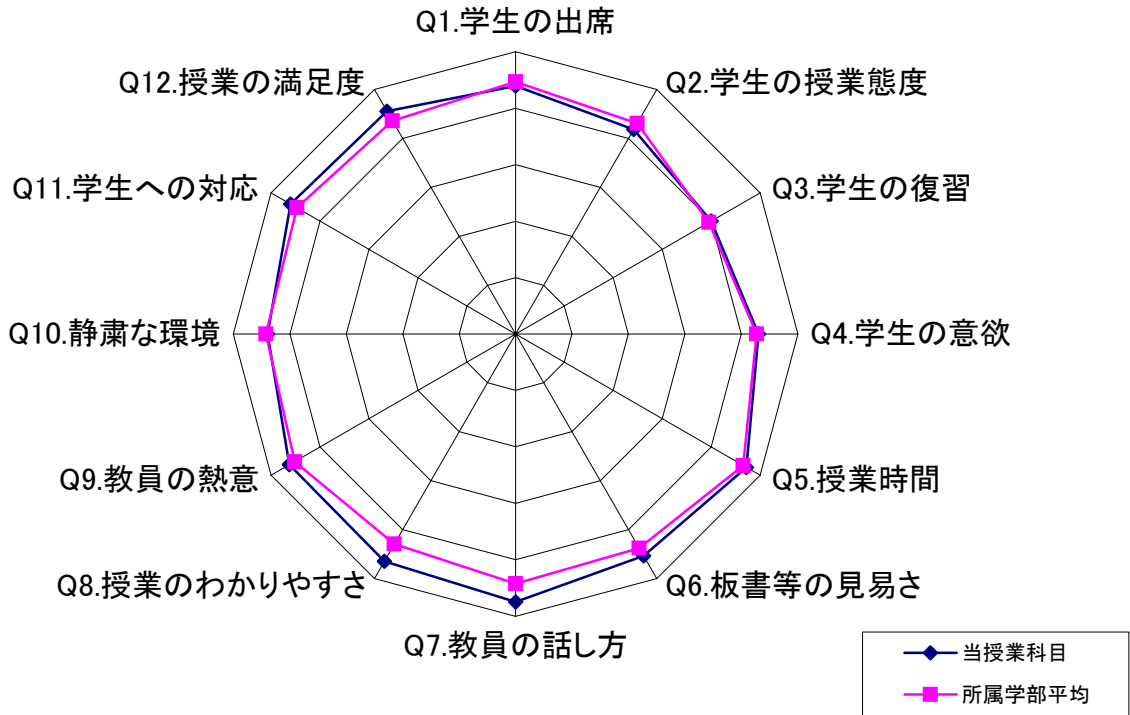 Q1.学生の出席
Q2.学生の授業態度
Q3.学生の復習
Q4.学生の意欲
Q5.授業時間
Q6.板書等の見易さ
Q7.教員の話し方
Q8.授業のわかりやすさ
Q9.教員の熱意
Q10.静粛な環境
Q11.学生への対応
Q12.授業の満足度
当授業科目
所属学部平均